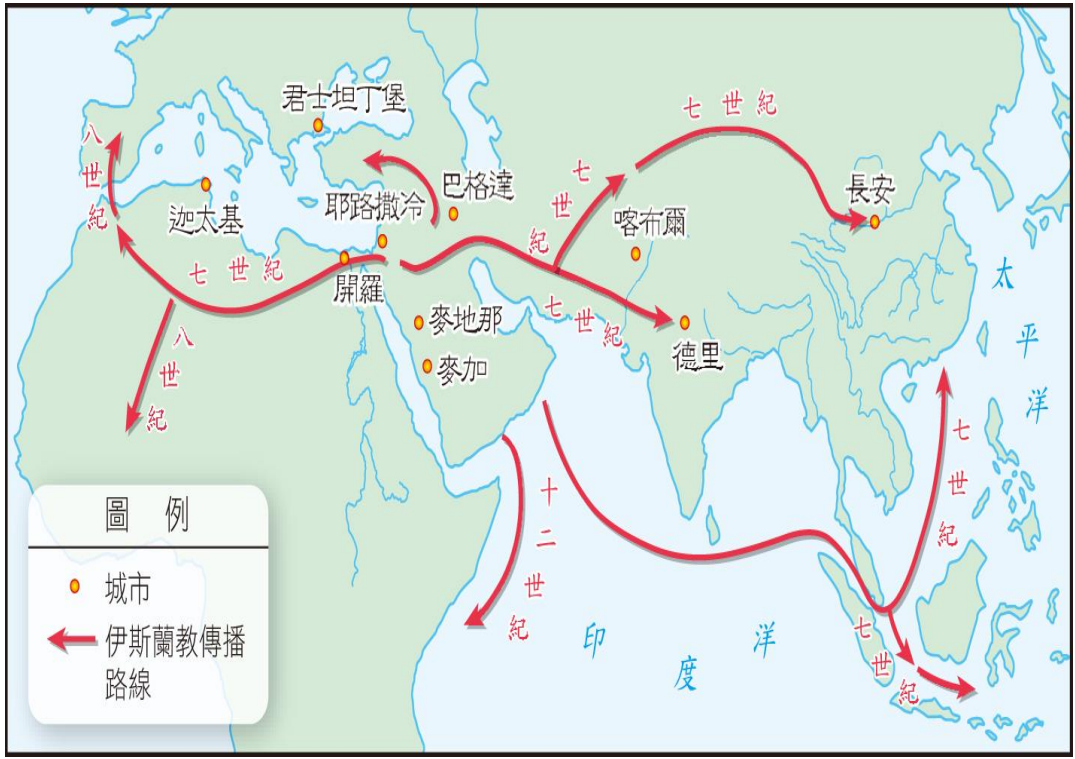 君士坦丁堡
七世紀
八世紀
迦太基
耶路撒冷
巴格達
七世紀
喀布爾
長安
七世紀
開羅
七世紀
德里
太平洋
麥地那
麥加
八世紀
十二世紀
七世紀
七世紀
印度洋
圖例
城市
伊斯蘭教傳播
路線